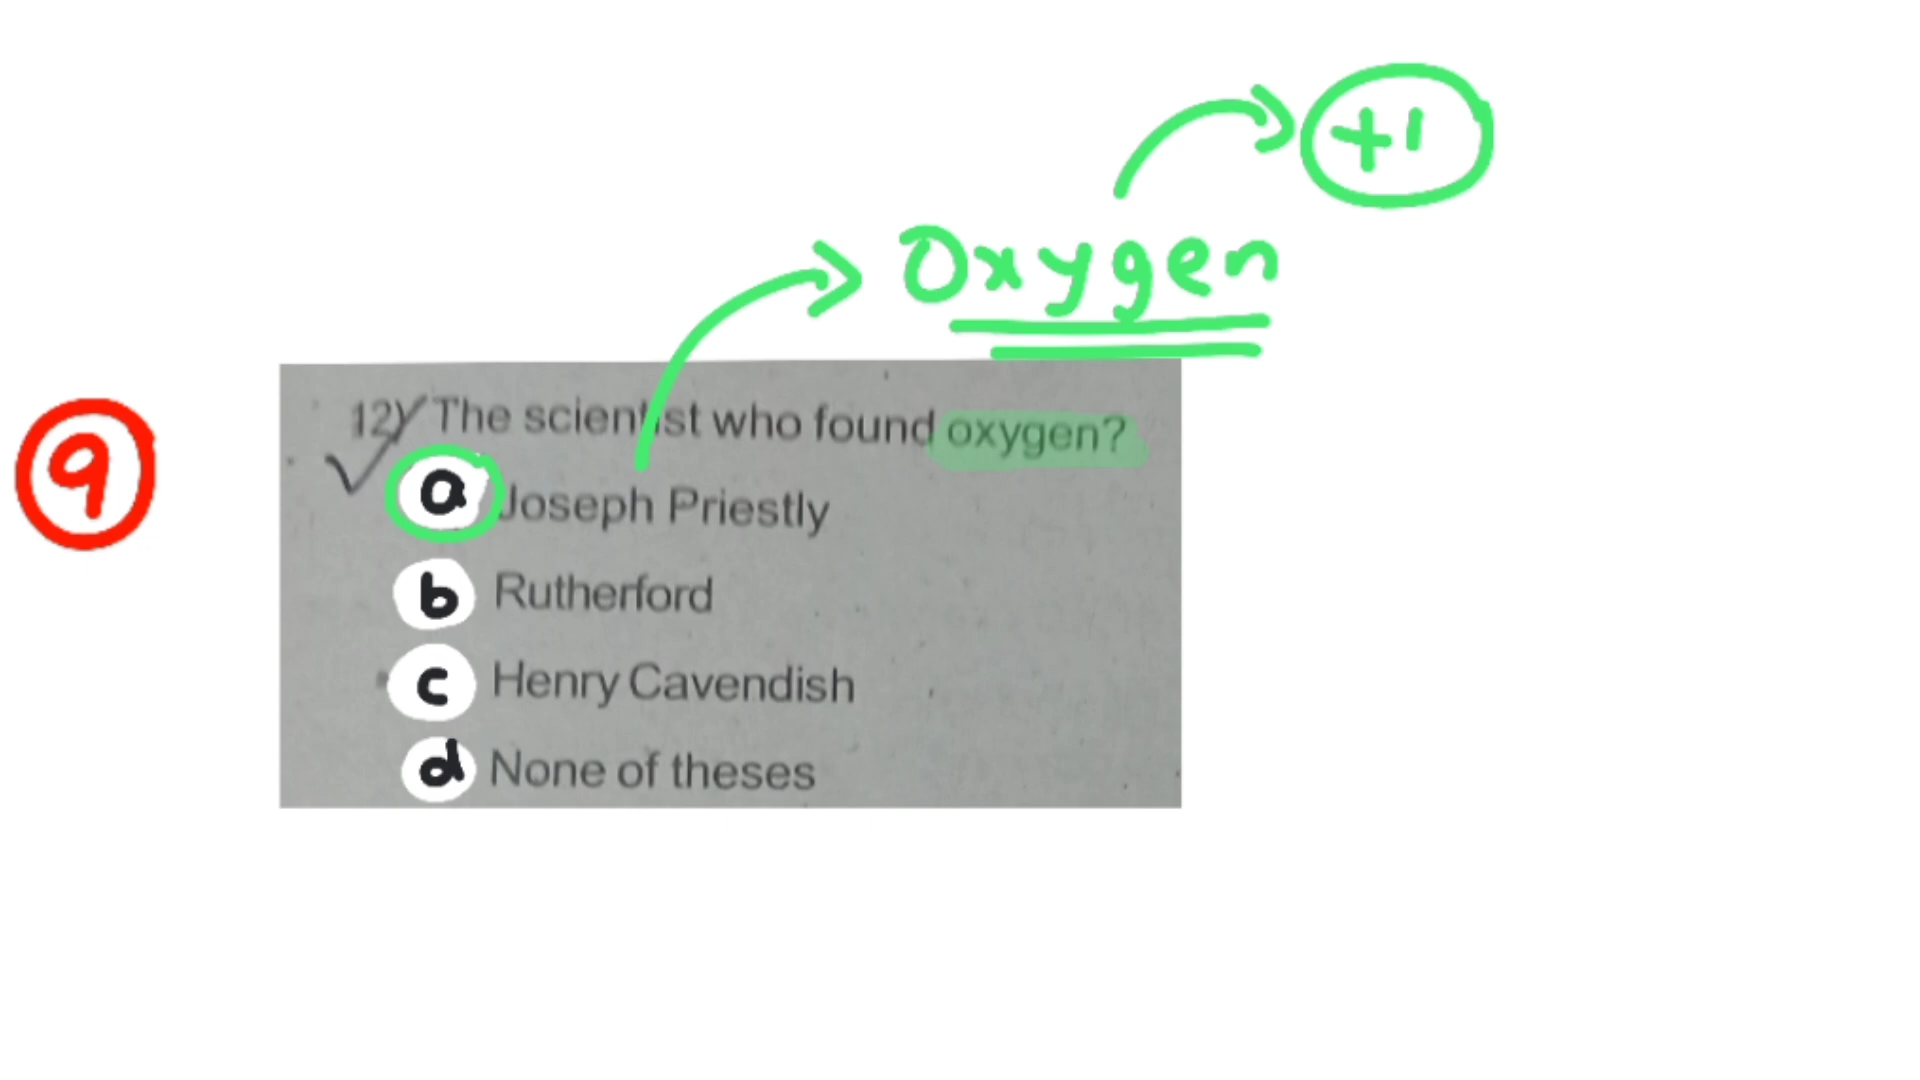 +1
Oxygen
9
12) The scientist who found oxygen?
a Joseph Priestly
b Rutherford
c Henry Cavendish
d None of theses